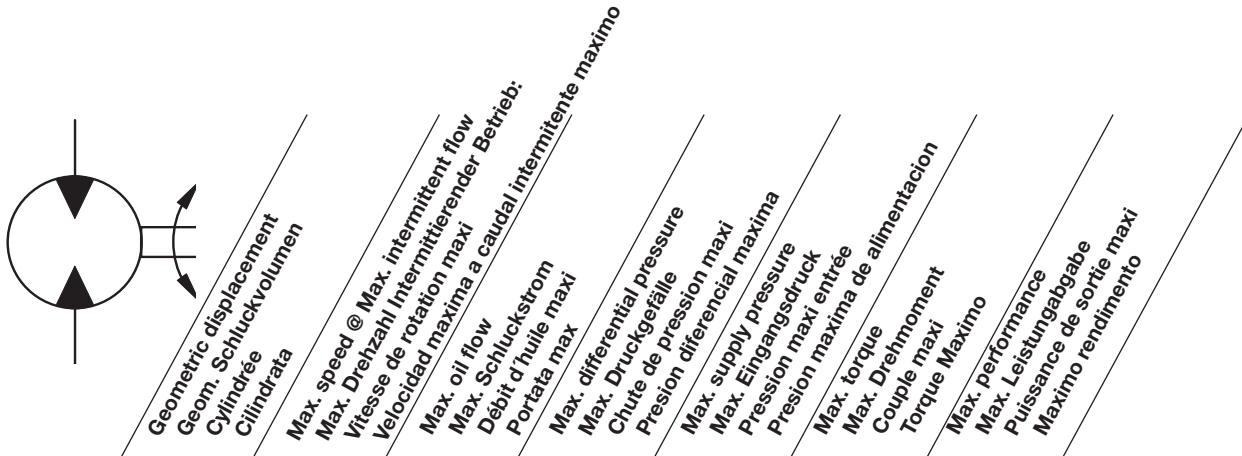 Geometric displacement
Geom. Schluckvolumen
Cylindrée
Cilindrata
Max. speed @ Max. intermittent flow
Max. Drehzahl Intermittierender Betrieb:
Vitesse de rotation maxi
Velocidad maxima a caudal intermitente maximo
Max. oil flow
Max. Schluckstrom
Débit d´huile maxi
Portata max
Max. differential pressure
Max. Druckgefälle
Chute de pression maxi
Presion diferencial maxima
Max. supply pressure
Max. Eingangsdruck
Pression maxi entrée
Presion maxima de alimentacion
Max. torque
Max. Drehmoment
Couple maxi
Torque Maximo
Max. performance
Max. Leistungabgabe
Puissance de sortie maxi
Maximo rendimento